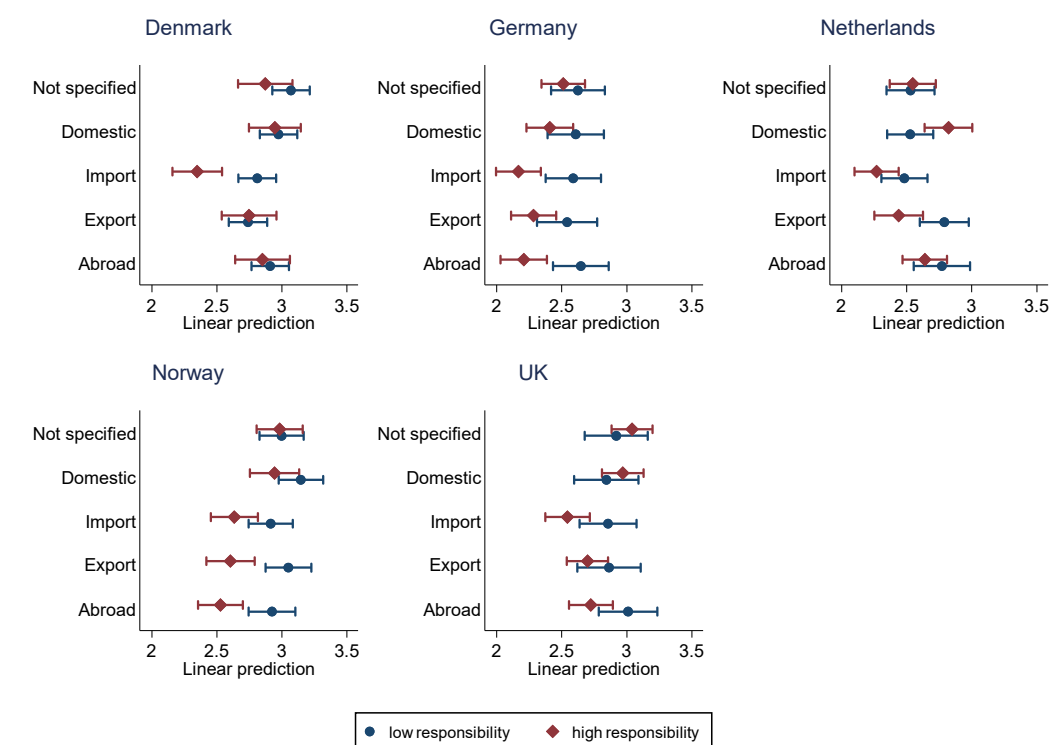 Denmark
Not specified
Domestic
Import
Export
Abroad
2 2.5 3 3.5
Linear prediction
Germany
Not specified
Domestic
Import
Export
Abroad
2 2.5 3 3.5
Linear prediction
Netherlands
Not specified
Domestic
Import
Export
Abroad
2 2.5 3 3.5
Linear prediction
Norway
Not specified
Domestic
Import
Export
Abroad
2 2.5 3 3.5
Linear prediction
UK
Not specified
Domestic
Import
Export
Abroad
2 2.5 3 3.5
Linear prediction
low responsibility high responsibility